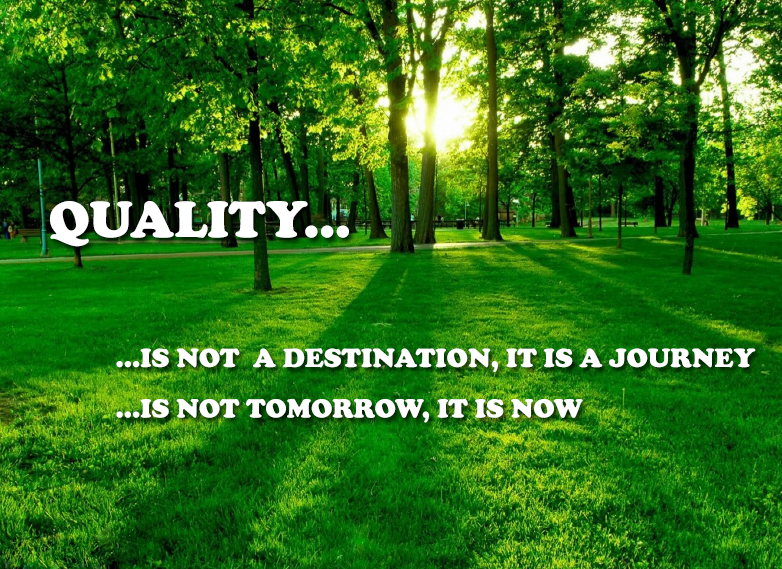 QUALITY...
...IS NOT  A DESTINATION, IT IS A JOURNEY
...IS NOT TOMORROW, IT IS NOW